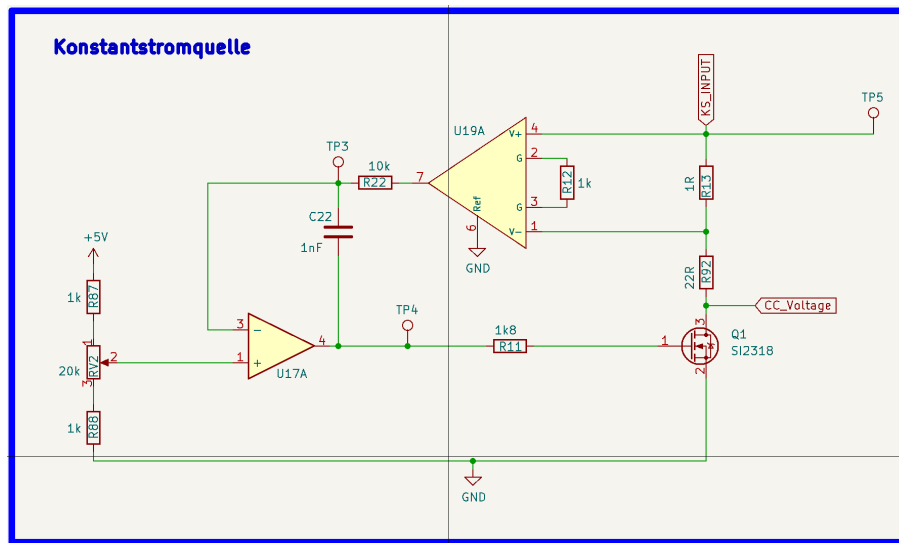 Konstantstromquelle
KS_INPUT
TP5
U19A
V+
4
G
2
R12
1k
G
3
V-
1
Ref
6
GND
7
1R
R13
22R
R92
CC_Voltage
TP3
10k
R22
C22
1nF
+5V
1k
R87
1
RV2
2
20k
3
1k
R88
3
−
1
+
4
U17A
TP4
1k8
R11
1
3
2
Q1
SI2318
GND